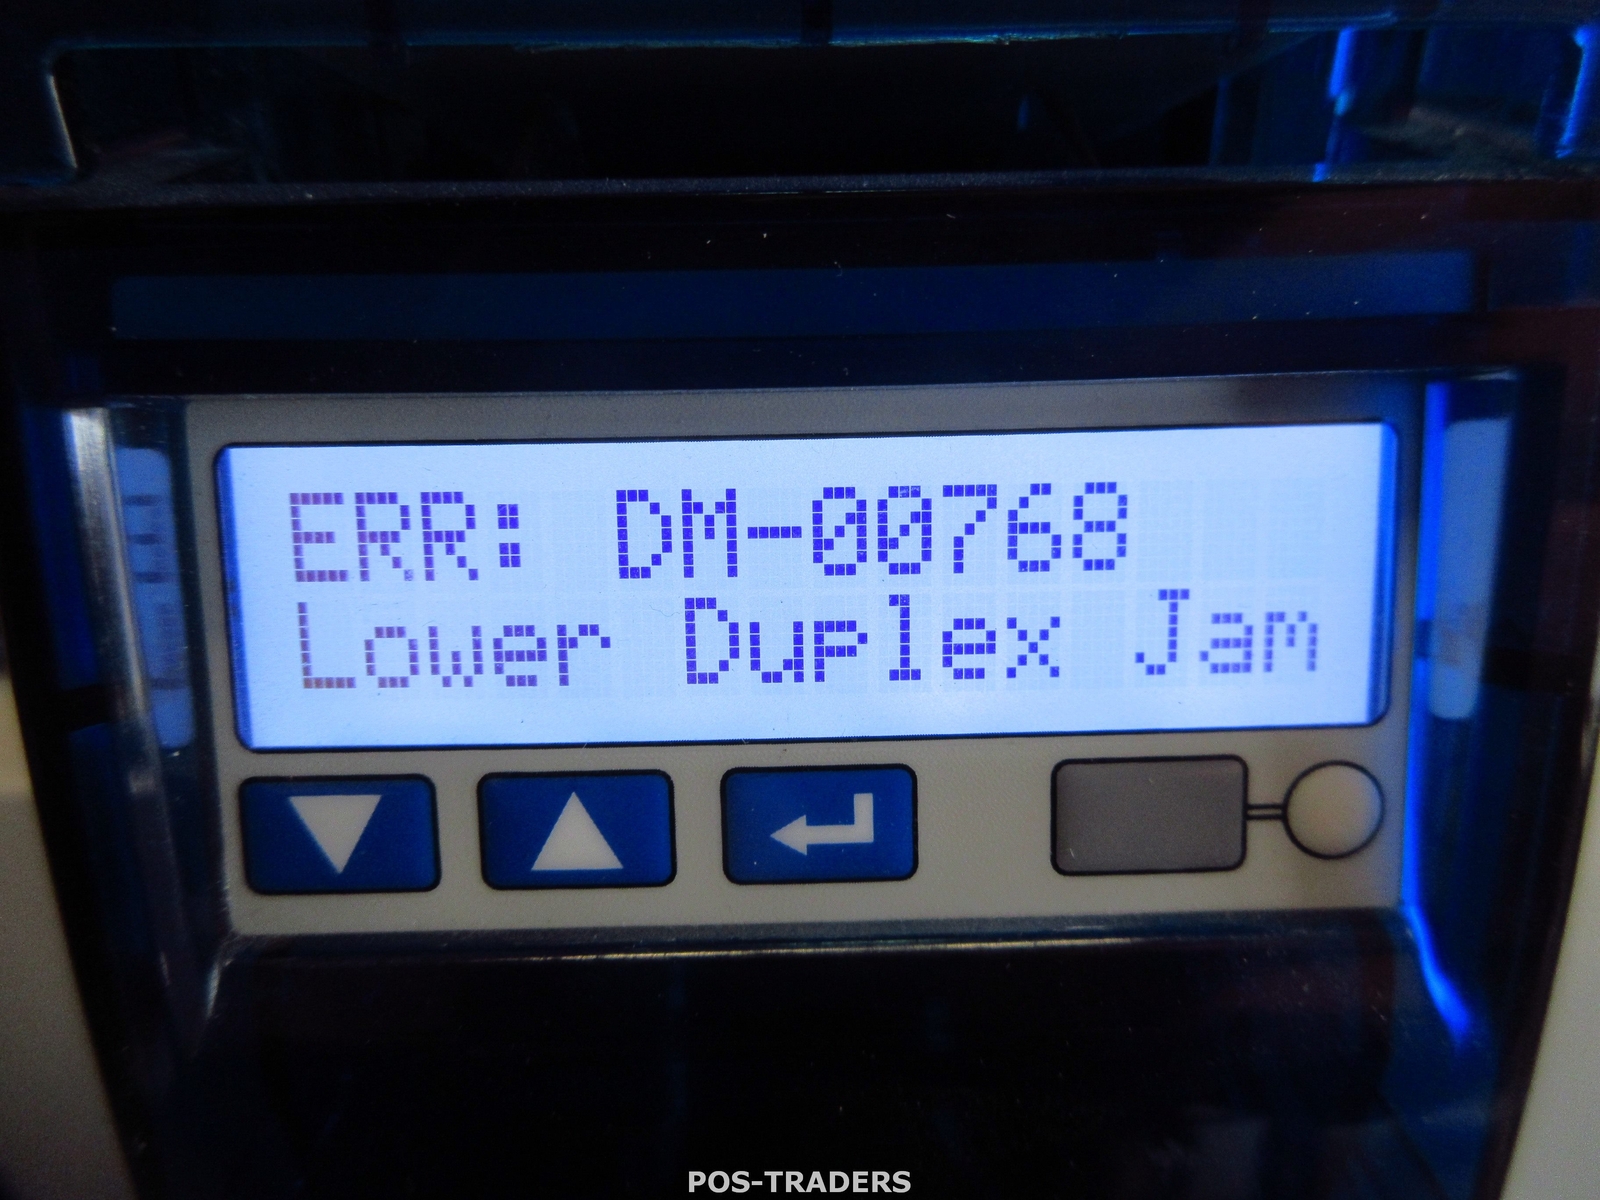 ERR: DM-00768
Lower Duplex Jam
POS-TRADERS